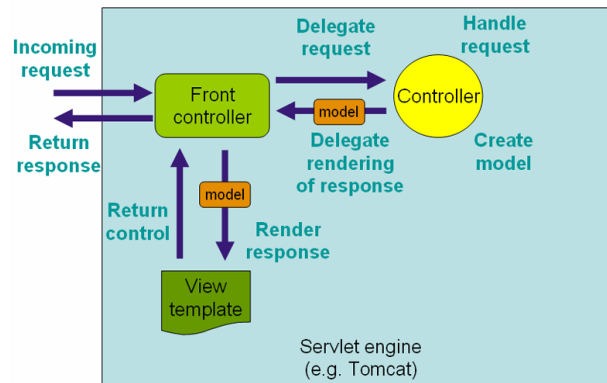 Incoming
request
Return
response
Front
controller
Delegate
request
Handle
request
Controller
model
Delegate
rendering
of response
Create
model
Return
control
model
Render
response
View
template
Servlet engine
(e.g. Tomcat)